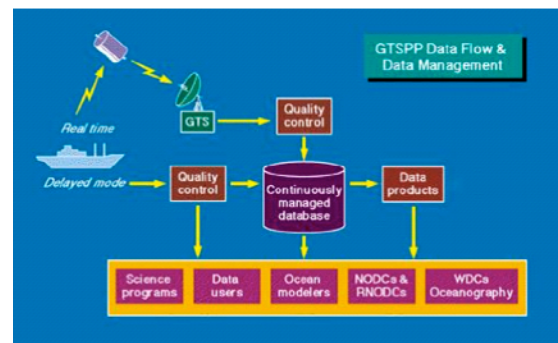 GTSPP Data Flow &
Data Management
Real time
GTS
Quality
control
Delayed mode
Quality
control
Continuously
managed
database
Data
products
Science
programs
Data
users
Ocean
modelers
NODCs &
RNODCs
WDCs
Oceanography